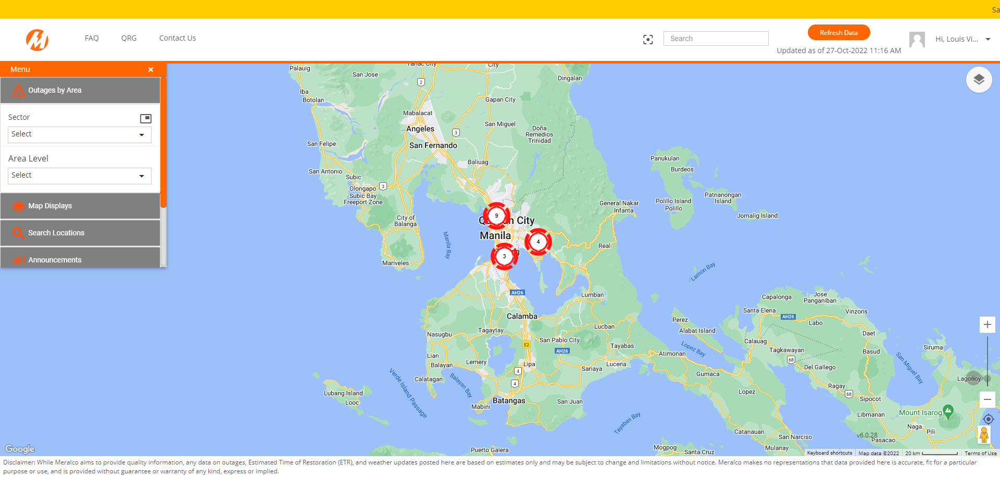 Sa
FAQ
QRG
Contact Us
Search
Refresh Data
Updated as of 27-Oct-2022 11:16 AM
Hi, Louis Vi...
Menu
×
Outages by Area
Sector
Select
Area Level
Select
Map Displays
Search Locations
Announcements
Palauig
Tarlac City
City
San Jose
2
Dingalan
Iba
Botolan
Gapan City
Mabalacat
Angeles
3
San Miguel
Doña
Remedios
Trinidad
San Felipe
San Fernando
Panukulan
Burdeos
Baliuag
San Antonio
Subic
Olongapo
3
Subic Bay
Freeport Zone
Polillo Island
Polillo
Patnanongan
Island
General Nakar
Infanta
Jomalig Island
City of
Balanga
9
Quezon City
Manila
Manila Bay
4
Real
3
Mariveles
Lamon Bay
AH26
Lumban
Capalonga
Jose
Panganiban
Calamba
Santa Elena
AH26
Vinzons
Labo
Perez
Alabat Island
Nasugbu
Tagaytay
Lucban
San Pablo City
E2
AH26
Tayabas
Lopez Bay
Calauag
Tagkawayan
68
Daet
Basud
Siruma
San Miguel Bay
Lian
Balayan
Lemery
Lipa
Lucena
Sariaya
Atimonan
Gumaca
Del Gallego
4
4
Calatagan
Verde Island Passage
Balayan Bay
Lagonoy
Ragay
68
Lopez
Sipocot
Lubang Island
Looc
Mabini
Batangas
San Juan
Libmanan
Mount Isarog
Tayabas Bay
Catanauan
San Narciso
Naga
Pili
v6.0.28
Pasacao
Puerto Galera
Mogpog
Santa Cruz
Mulanay
Google
Keyboard shortcuts
Map data ©2022
20 km
Terms of Use
Disclaimer: While Meralco aims to provide quality information, any data on outages, Estimated Time of Restoration (ETR), and weather updates posted here are based on estimates only and may be subject to change and limitations without notice. Meralco makes no representations that data provided here is accurate, fit for a particular
purpose or use, and is provided without guarantee or warranty of any kind, express or implied.